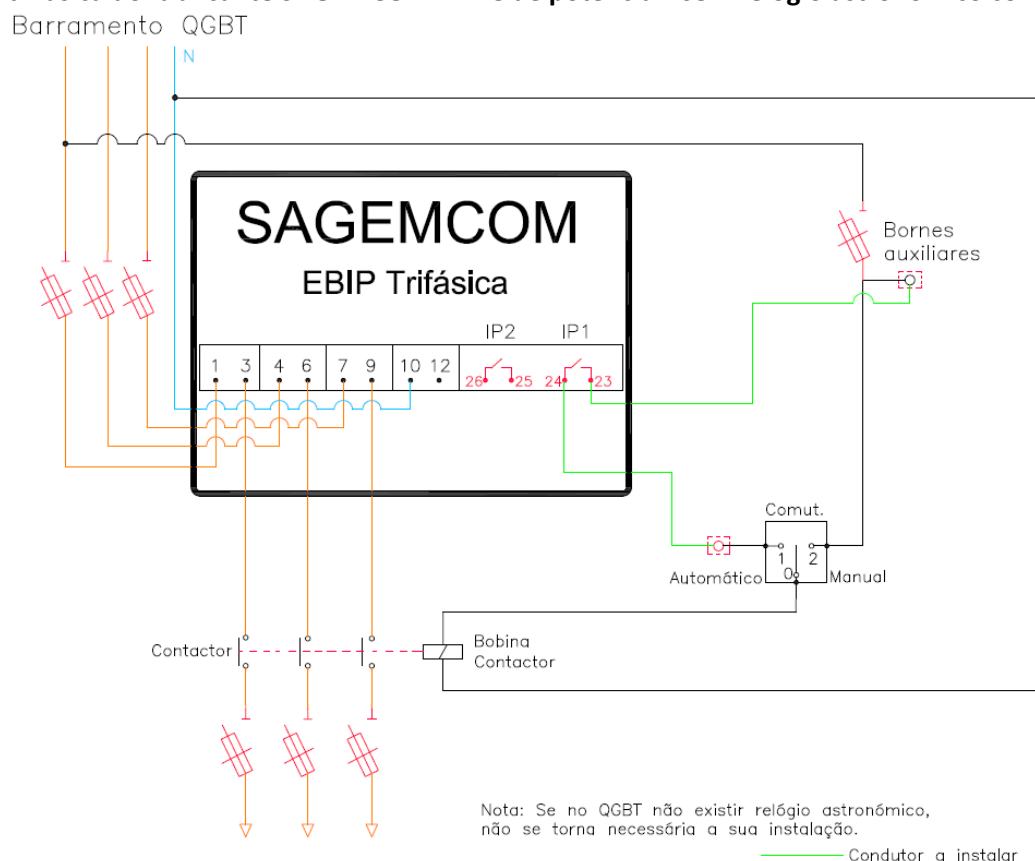 Barramento QGBT
N
SAGEMCOM
EBIP Trifásica
Bornes
auxiliares
IP2 IP1
1 3 4 6 7 9 10 12
26 25 24 23
Comut.
1 2
0
Automático Manual
Contactor
Bobina
Contactor
Nota: Se no QGBT não existir relógio astronómico,
não se torna necessária a sua instalação.
Condutor a instalar